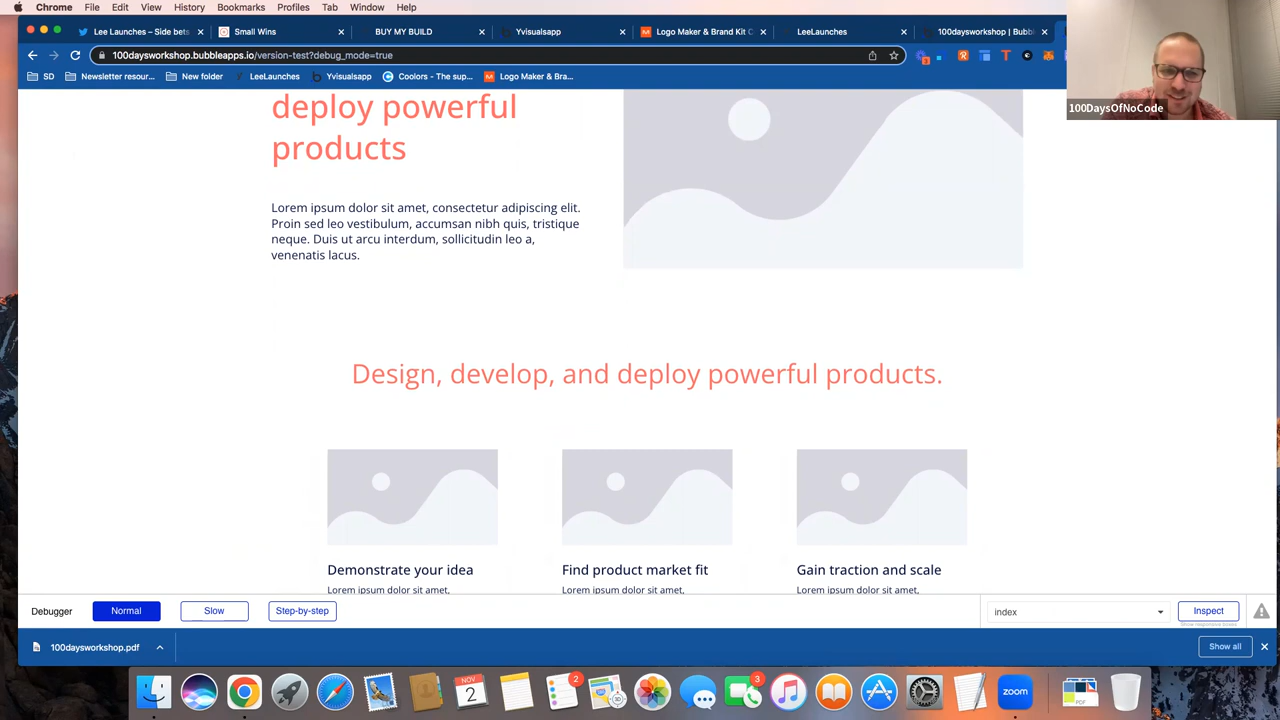 Chrome File Edit View History Bookmarks Profiles Tab Window Help
Lee Launches – Side bets
Small Wins
BUY MY BUILD
Yvisualsapp
Logo Maker & Brand Kit C
LeeLaunches
100daysworkshop | Bubb
100daysworkshop.bubbleapps.io/version-test?debug_mode=true
SD
Newsletter resour...
New folder
LeeLaunches
Yvisualsapp
Coolors - The sup...
Logo Maker & Bra...
100DaysOfNoCode
deploy powerful
products
Lorem ipsum dolor sit amet, consectetur adipiscing elit.
Proin sed leo vestibulum, accumsan nibh quis, tristique
neque. Duis ut arcu interdum, sollicitudin leo a,
venenatis lacus.
Design, develop, and deploy powerful products.
Demonstrate your idea
Find product market fit
Gain traction and scale
Lorem ipsum dolor sit amet,
Lorem ipsum dolor sit amet,
Lorem ipsum dolor sit amet,
Debugger
Normal
Slow
Step-by-step
index
Inspect
Show responsive boxes
100daysworkshop.pdf
Show all
NOV
2
2
3
zoom
PDF